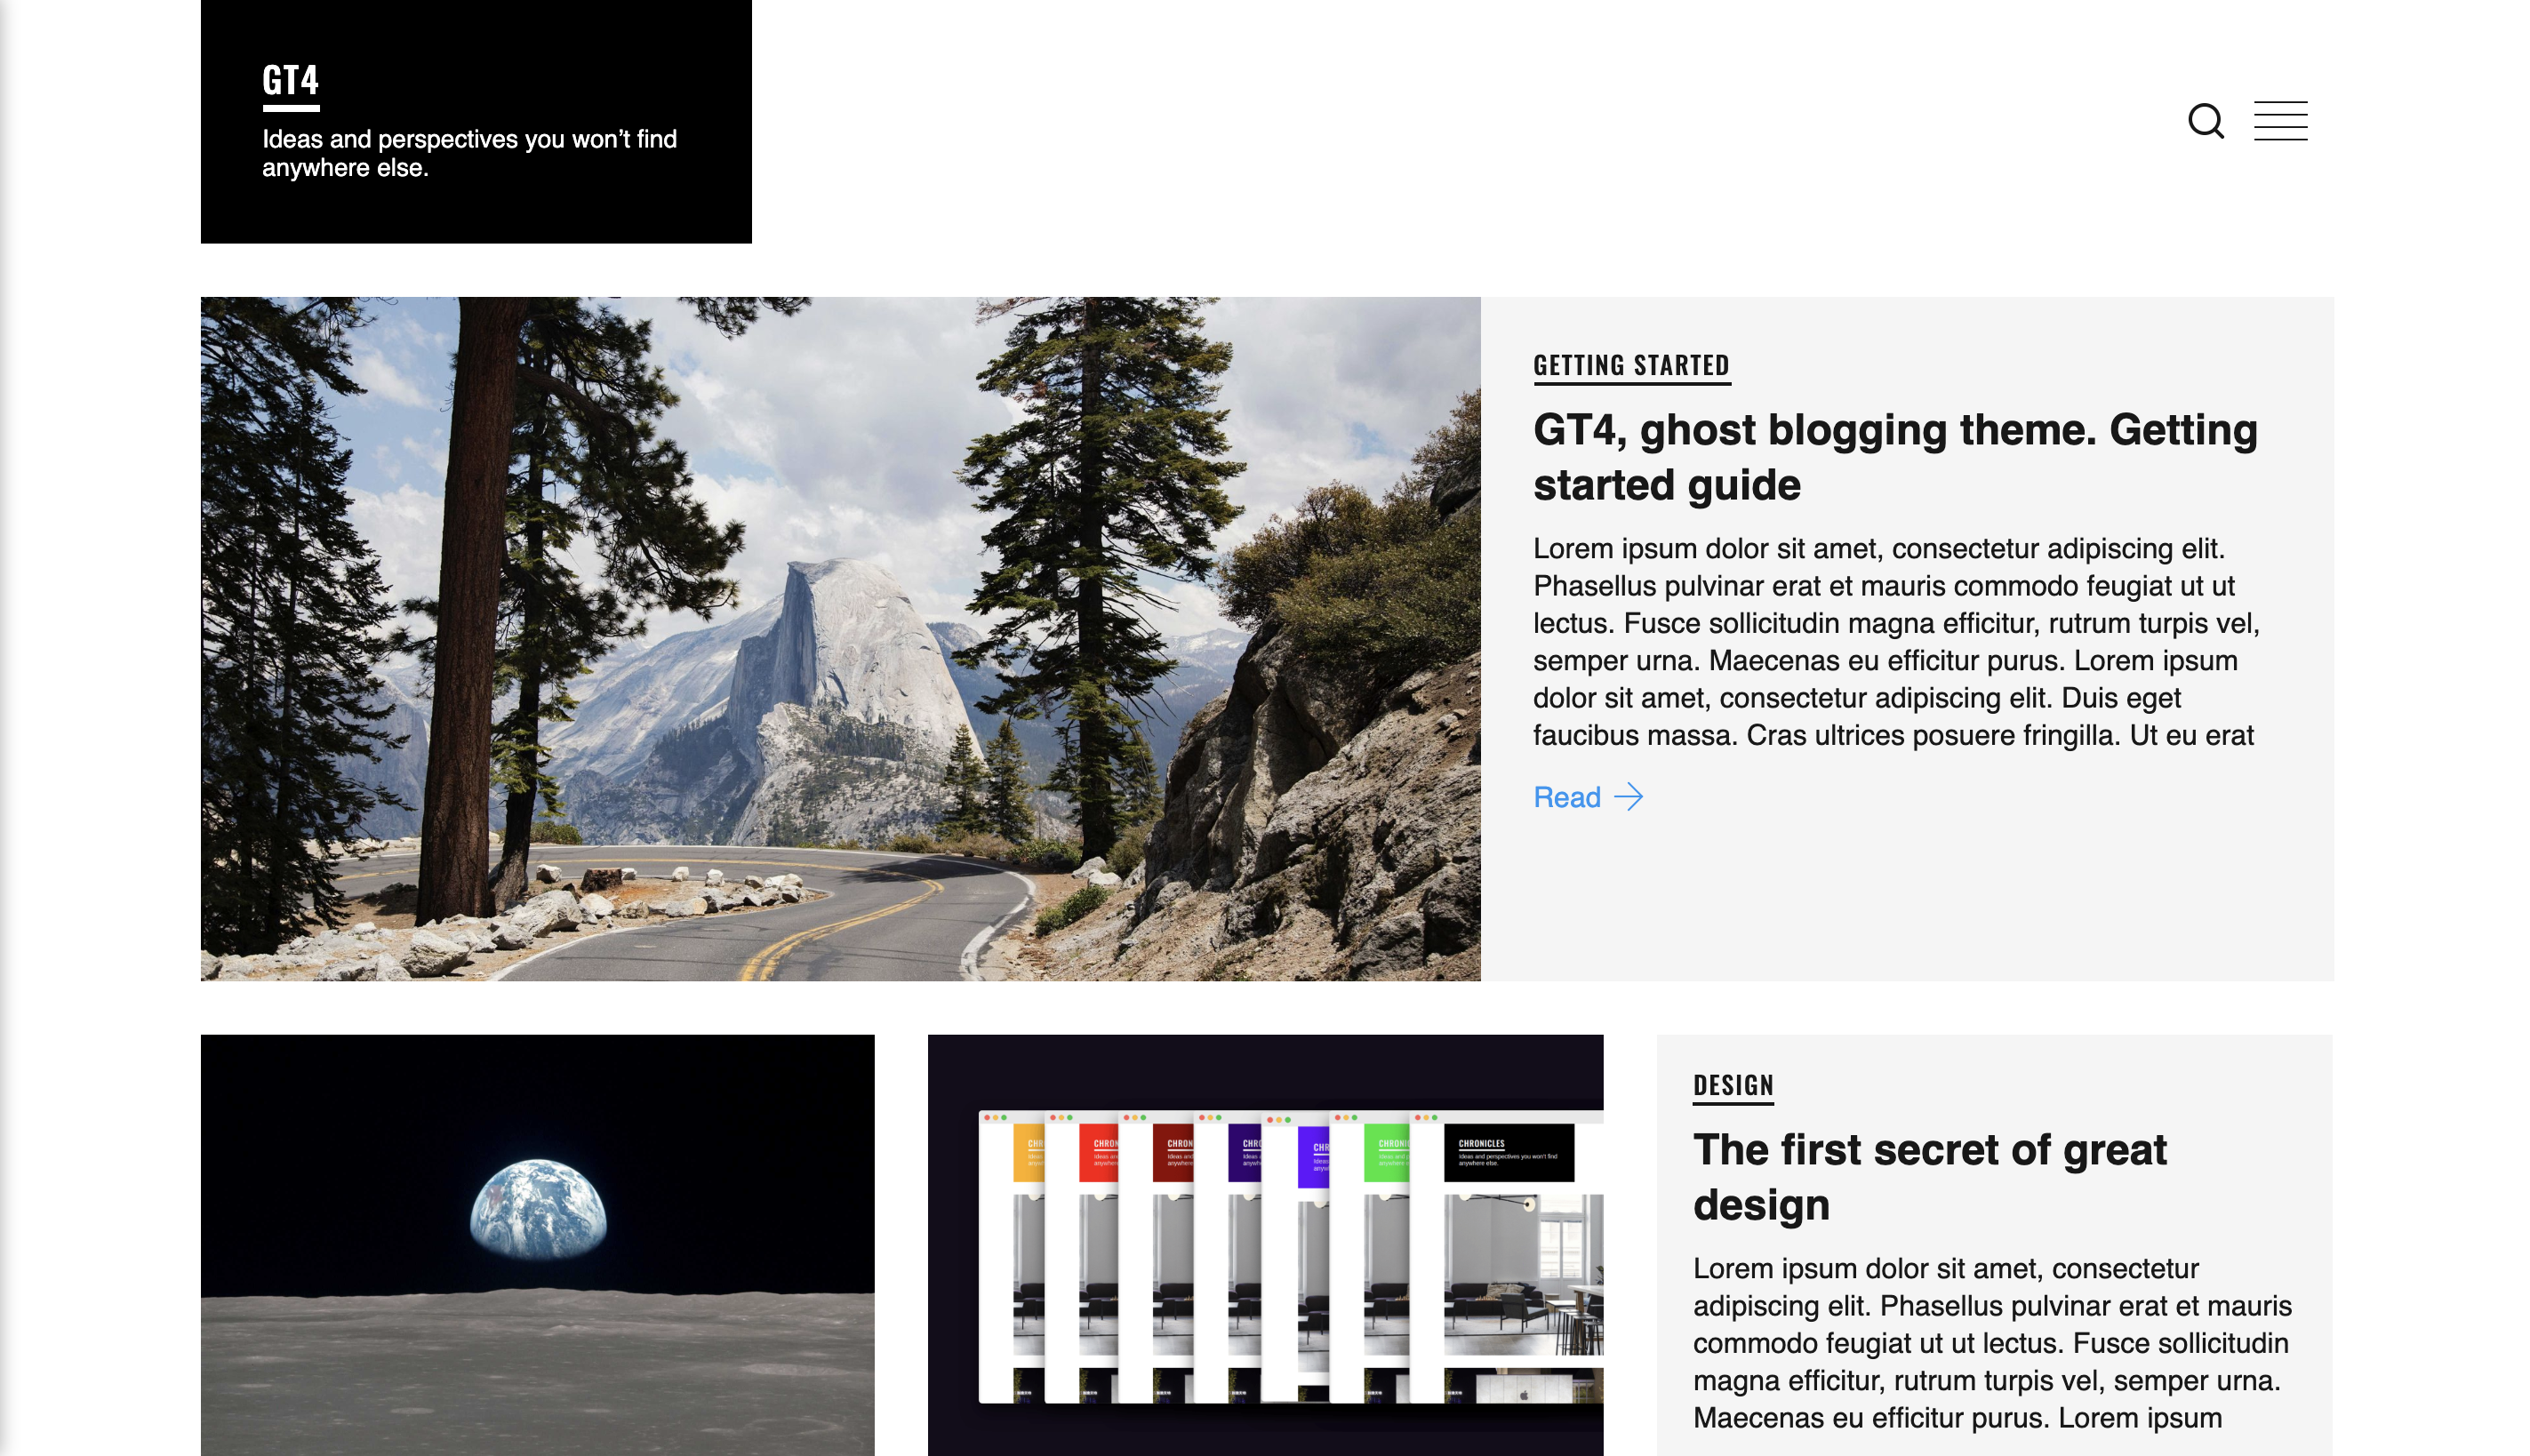 GT4
Ideas and perspectives you won’t find
anywhere else.
GETTING STARTED
GT4, ghost blogging theme. Getting
started guide
Lorem ipsum dolor sit amet, consectetur adipiscing elit.
Phasellus pulvinar erat et mauris commodo feugiat ut ut
lectus. Fusce sollicitudin magna efficitur, rutrum turpis vel,
semper urna. Maecenas eu efficitur purus. Lorem ipsum
dolor sit amet, consectetur adipiscing elit. Duis eget
faucibus massa. Cras ultrices posuere fringilla. Ut eu erat
Read
CHRONICLES
Ideas and perspectives you won't find
anywhere else.
DESIGN
The first secret of great
design
Lorem ipsum dolor sit amet, consectetur
adipiscing elit. Phasellus pulvinar erat et mauris
commodo feugiat ut ut lectus. Fusce sollicitudin
magna efficitur, rutrum turpis vel, semper urna.
Maecenas eu efficitur purus. Lorem ipsum